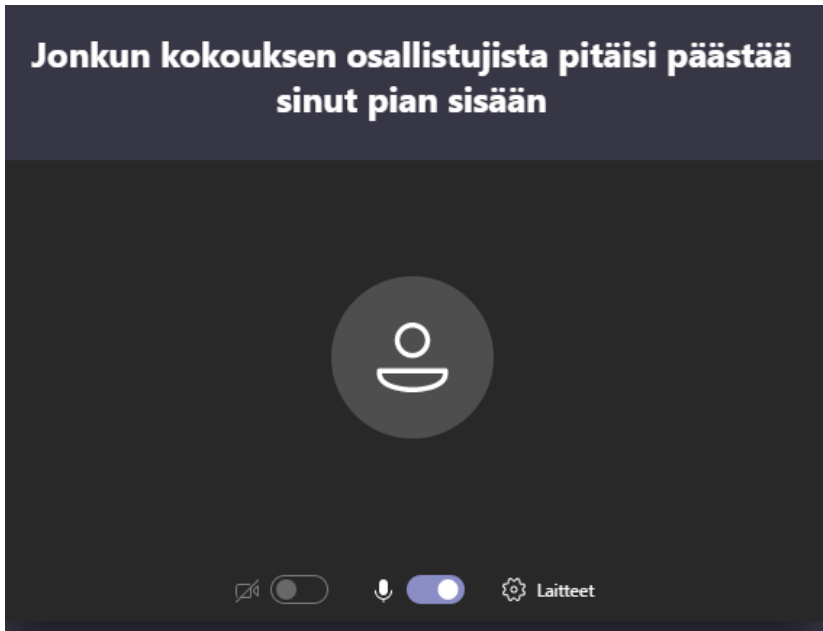 Jonkun kokouksen osallistujista pitäisi päästää
sinut pian sisään
Laitteet